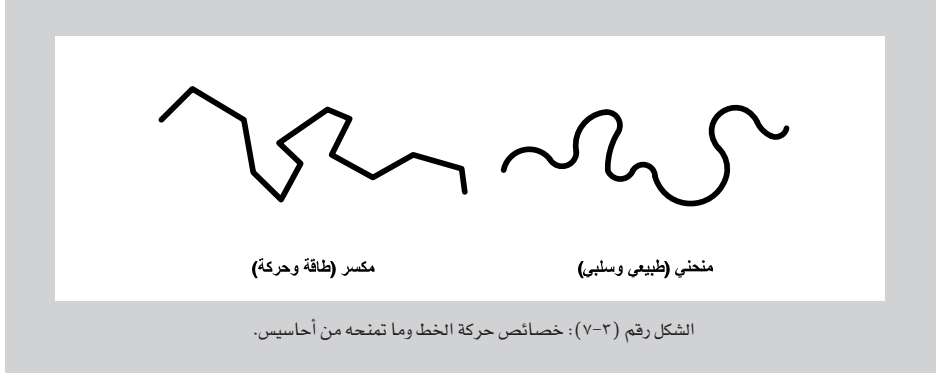 منحني (طبيعي وسلبي)
مكسر (طاقة وحركة)
الشكل رقم (٣-٧): خصائص حركة الخط وما تمنحه من أحاسيس.